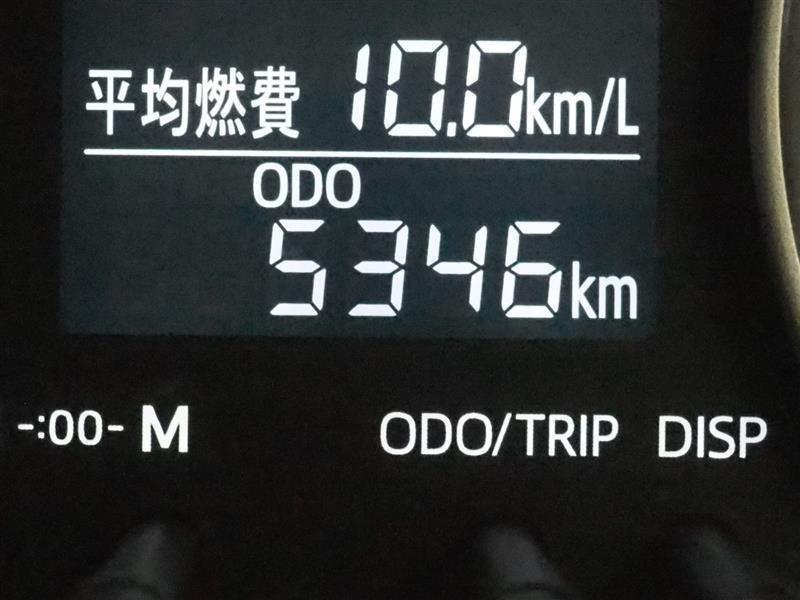 平均燃費 10.0km/L
ODO
5346km
-:00- M ODO/TRIP DISP